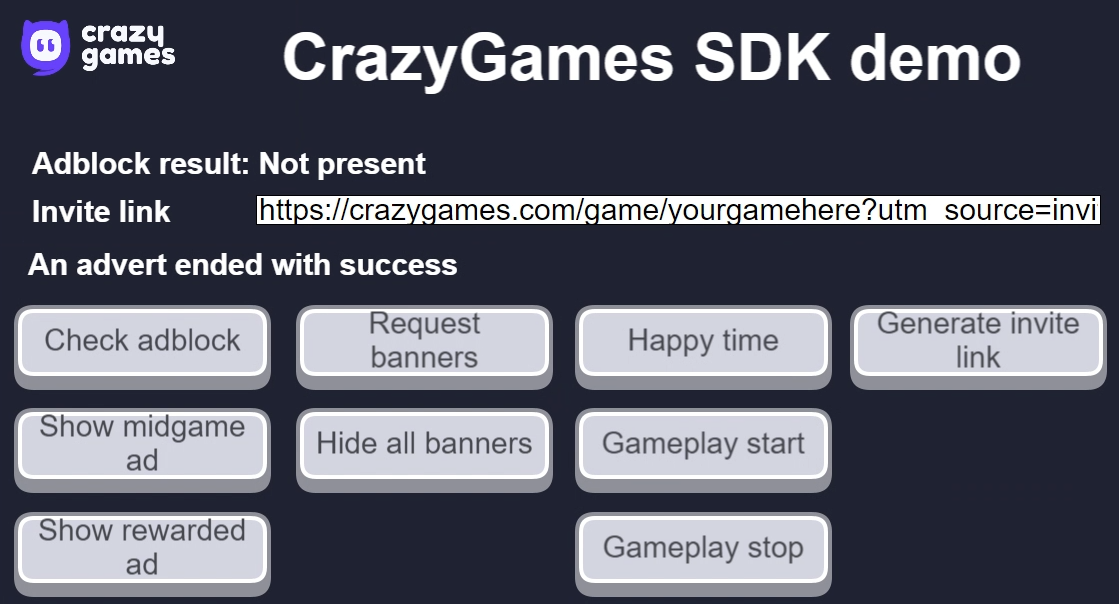 crazy
games
CrazyGames SDK demo
Adblock result: Not present
Invite link
https://crazygames.com/game/yourgamehere?utm_source=invi
An advert ended with success
Check adblock
Request
banners
Happy time
Generate invite
link
Show midgame
ad
Hide all banners
Gameplay start
Show rewarded
ad
Gameplay stop